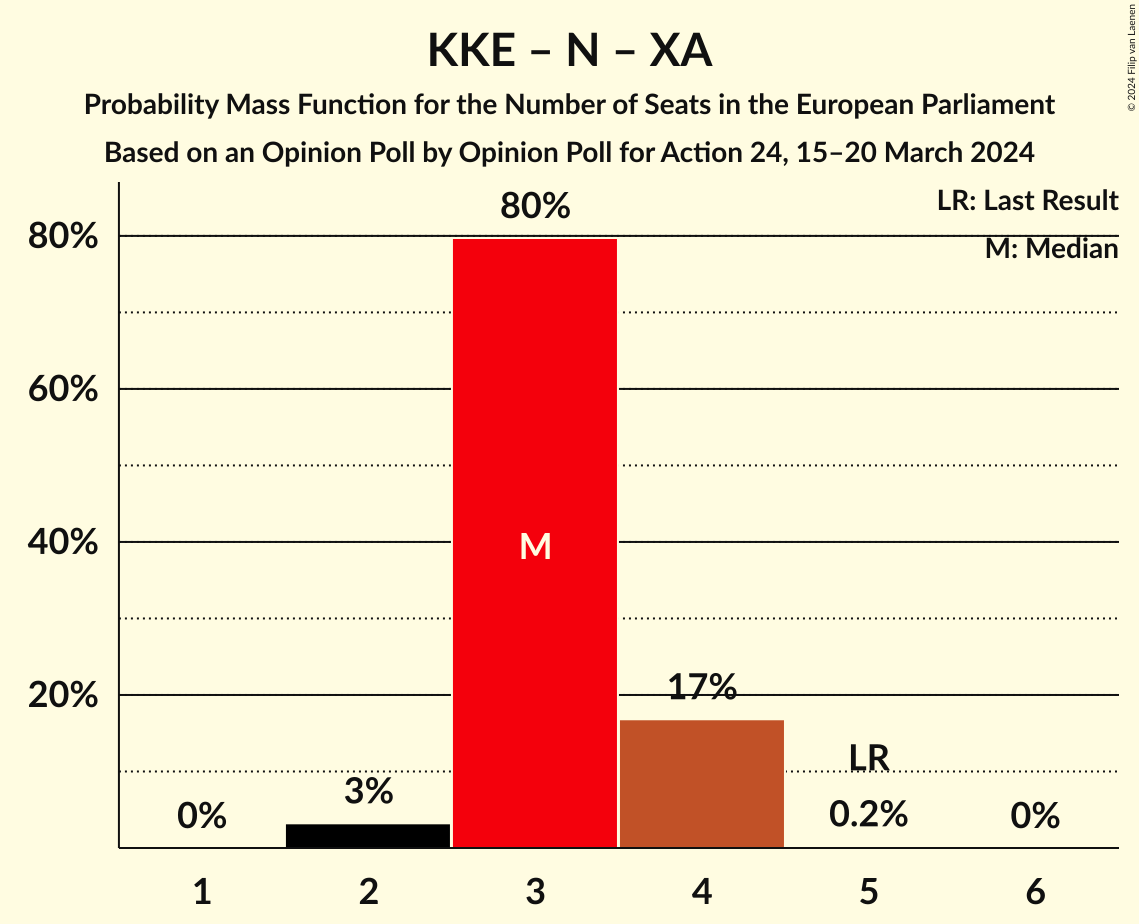 KKE – N – XA
Probability Mass Function for the Number of Seats in the European Parliament
Based on an Opinion Poll by Opinion Poll for Action 24, 15–20 March 2024
© 2024 Filip van Laenen
LR: Last Result
M: Median
80%
60%
40%
20%
0%
3%
80%
M
17%
LR
0.2%
0%
1
2
3
4
5
6